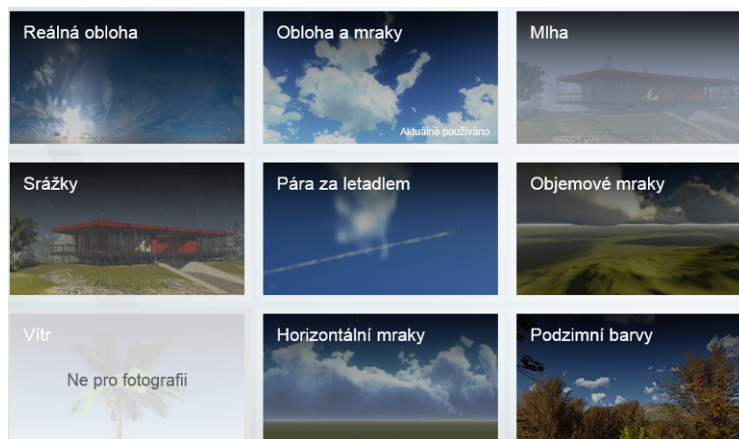 Reálná obloha
Obloha a mraky
Aktuálně používáno
Mlha
Srážky
Pára za letadlem
Objemové mraky
Vítr
Ne pro fotografii
Horizontální mraky
Podzimní barvy